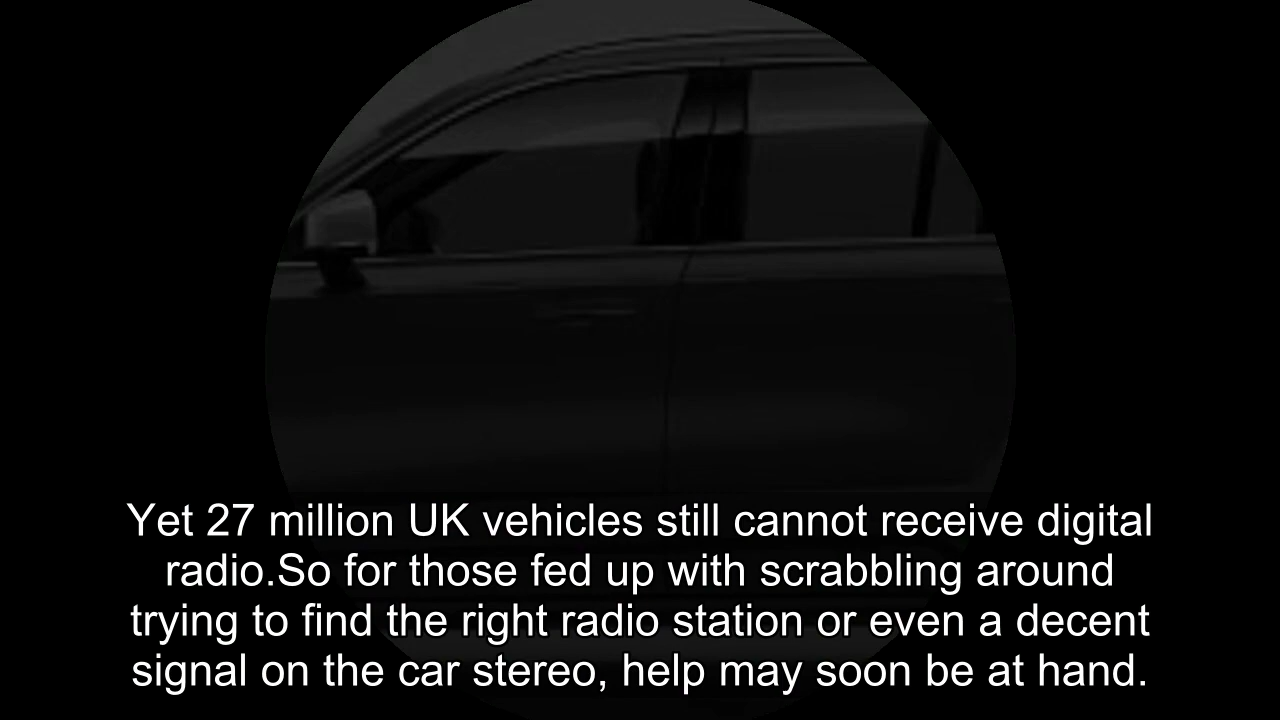 Yet 27 million UK vehicles still cannot receive digital
radio.So for those fed up with scrabbling around
trying to find the right radio station or even a decent
signal on the car stereo, help may soon be at hand.